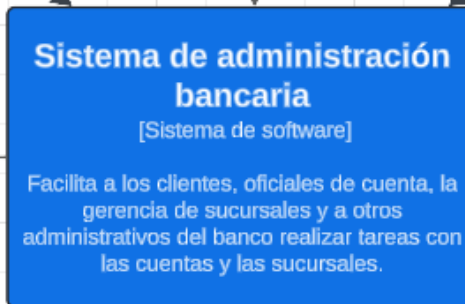 Sistema de administración
bancaria
[Sistema de software]
Facilita a los clientes, oficiales de cuenta, la
gerencia de sucursales y a otros
administrativos del banco realizar tareas con
las cuentas y las sucursales.